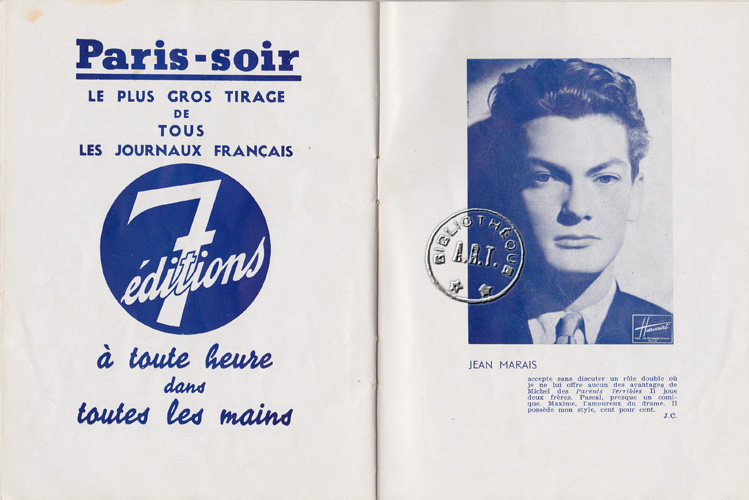 Paris-soir
LE PLUS GROS TIRAGE
DE
TOUS
LES JOURNAUX FRANÇAIS
7
éditions
à toute heure
dans
toutes les mains
BIBLIOTHÈQUE
A.R.T.
Harcourt
JEAN MARAIS
accepte sans discuter un rôle double où
je ne lui offre aucun des avantages de
Michel des Parents Terribles Il joue
deux frères. Pascal, presque un comi-
que. Maxime, l'amoureux du drame. Il
possède mon style, cent pour cent.
J.C.